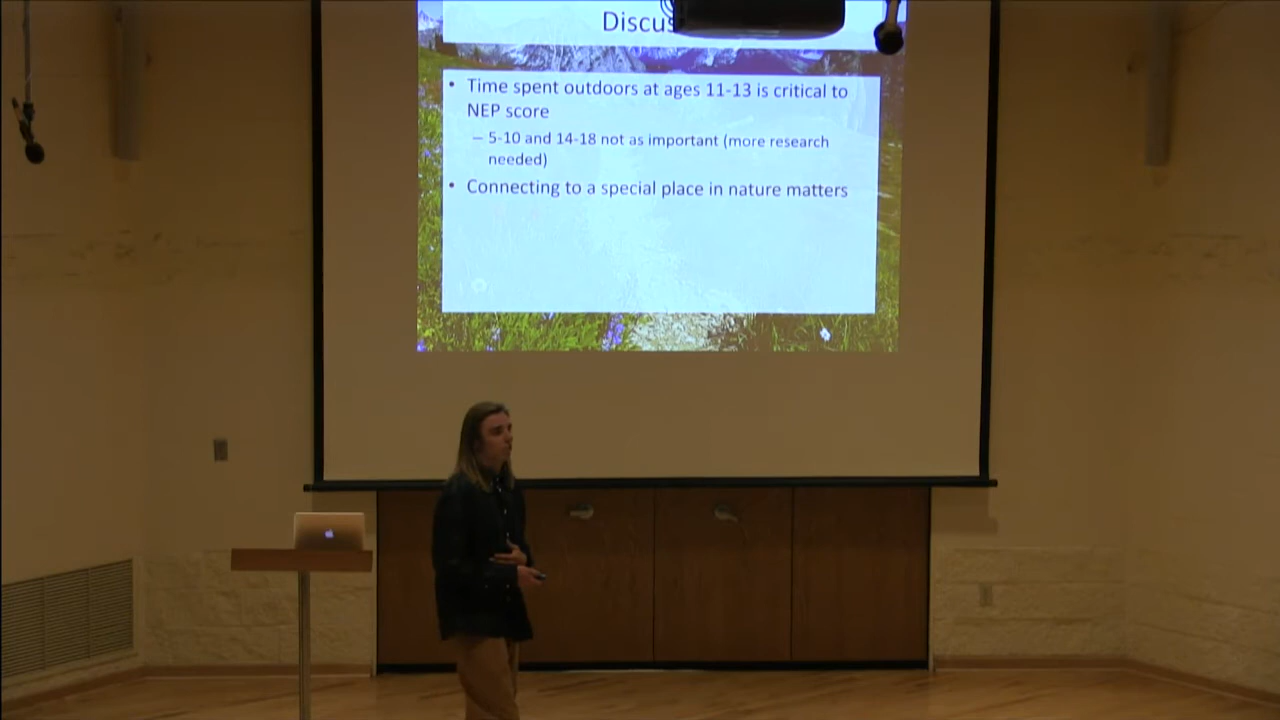 Discus
• Time spent outdoors at ages 11-13 is critical to
NEP score
– 5-10 and 14-18 not as important (more research
needed)
• Connecting to a special place in nature matters